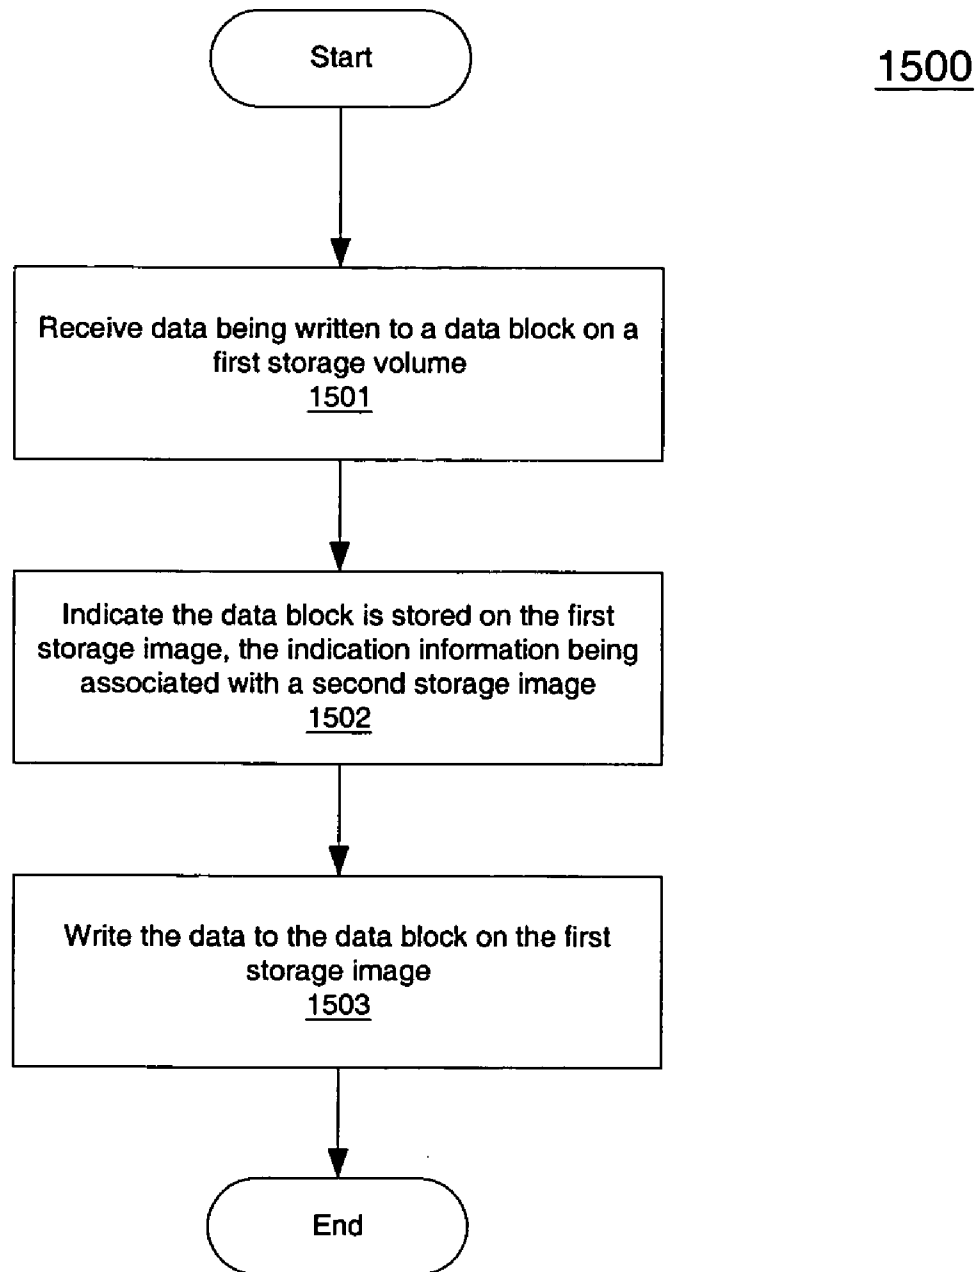 Start
1500
Receive data being written to a data block on a
first storage volume
1501
Indicate the data block is stored on the first
storage image, the indication information being
associated with a second storage image
1502
Write the data to the data block on the first
storage image
1503
End